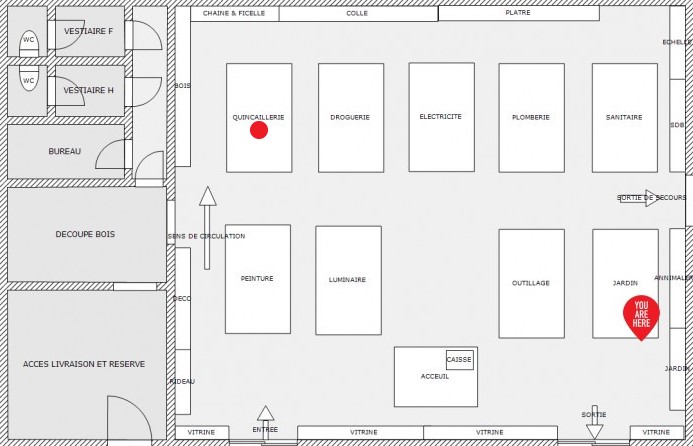 CHAINE & FICELLE
COLLE
PLATRE
WC
VESTIAIRE F
ECHELLE
WC
VESTIAIRE H
BOIS
QUINCAILLERIE
DROGUERIE
ELECTRICITE
PLOMBERIE
SANITAIRE
SDB
BUREAU
SORTIE DE SECOURS
DECOUPE BOIS
SENS DE CIRCULATION
PEINTURE
LUMINAIRE
OUTILLAGE
JARDIN
ANNIMALER
DECO
YOU
ARE
HERE
ACCES LIVRAISON ET RESERVE
CAISSE
ACCEUIL
JARDIN
RIDEAU
ENTREE
SORTIE
VITRINE
VITRINE
VITRINE
VITRINE